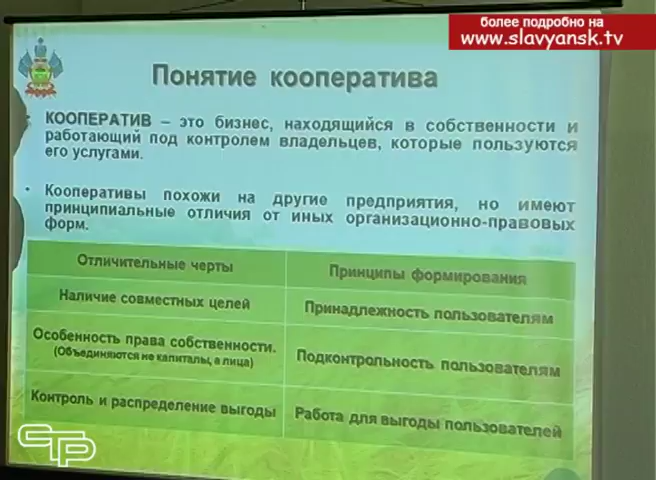 более подробно на
www.slavyansk.tv
Понятие кооператива
КООПЕРАТИВ – это бизнес, находящийся в собственности и
работающий под контролем владельцев, которые пользуются
его услугами.
• Кооперативы похожи на другие предприятия, но имеют
принципиальные отличия от иных организационно-правовых
форм.
Отличительные черты
Принципы формирования
Наличие совместных целей
Принадлежность пользователям
Особенность права собственности.
(Объединяются не капиталы, а лица)
Подконтрольность пользователям
Контроль и распределение выгоды
Работа для выгоды пользователей
СТР